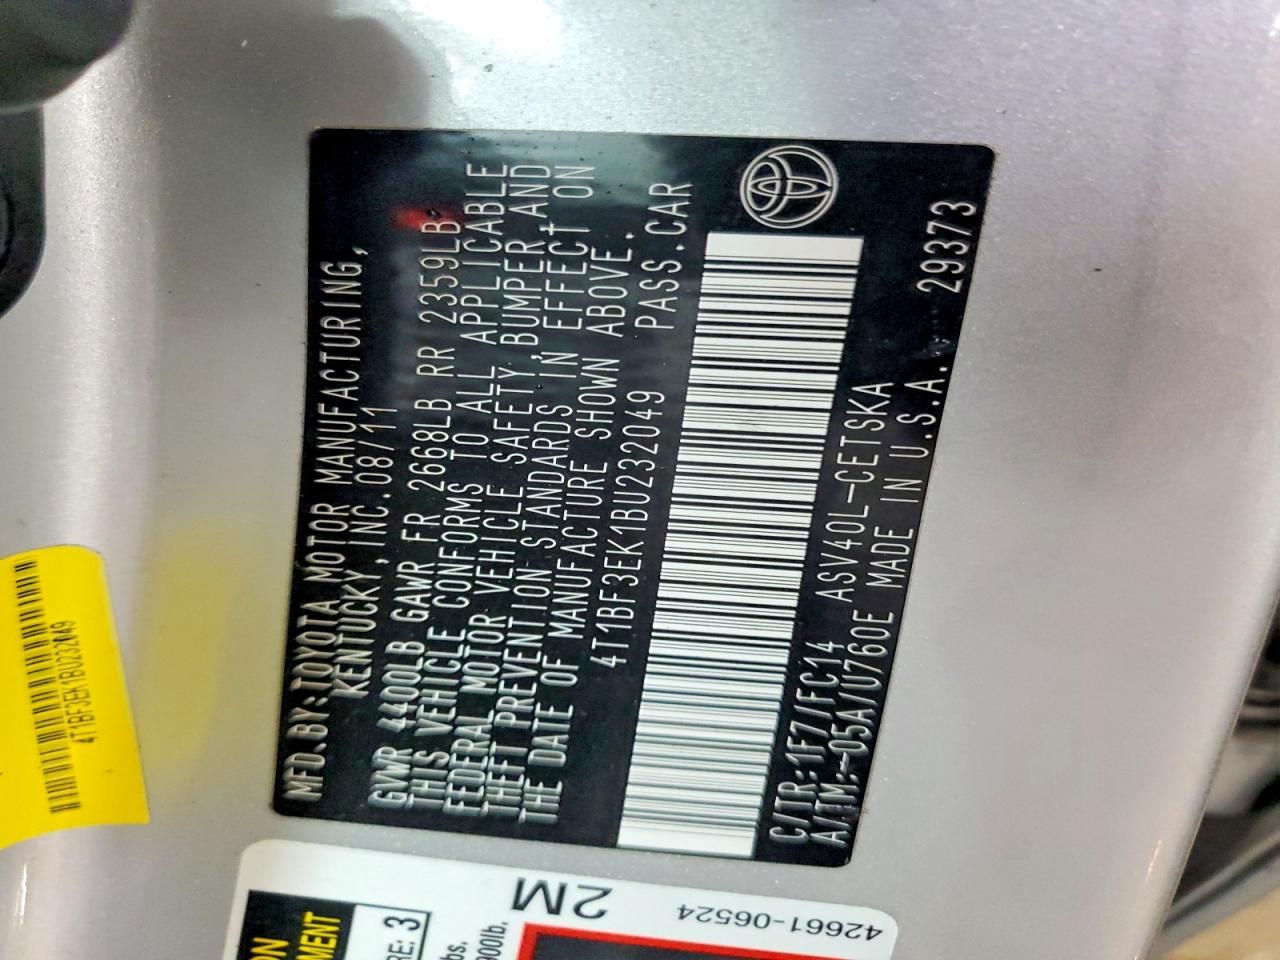 MFD.BY:TOYOTA MOTOR MANUFACTURING,
KENTUCKY, INC.08/11
GVWR 4400LB GAWR FR 2668LB RR 2359LB
THIS VEHICLE CONFORMS TO ALL APPLICABLE
FEDERAL MOTOR VEHICLE SAFETY,BUMPER,AND
THEFT PREVENTION STANDARDS IN EFFECT ON
THE DATE OF MANUFACTURE SHOWN ABOVE.
4T1BF3EK1BU232049 PASS.CAR
C/TR:1F7/FC14 ASV40L-CETSKA
A/TM:-05A/U760E MADE IN U.S.A. 29373
4T1BF3EK1BU232049
2M
42661-06524
3